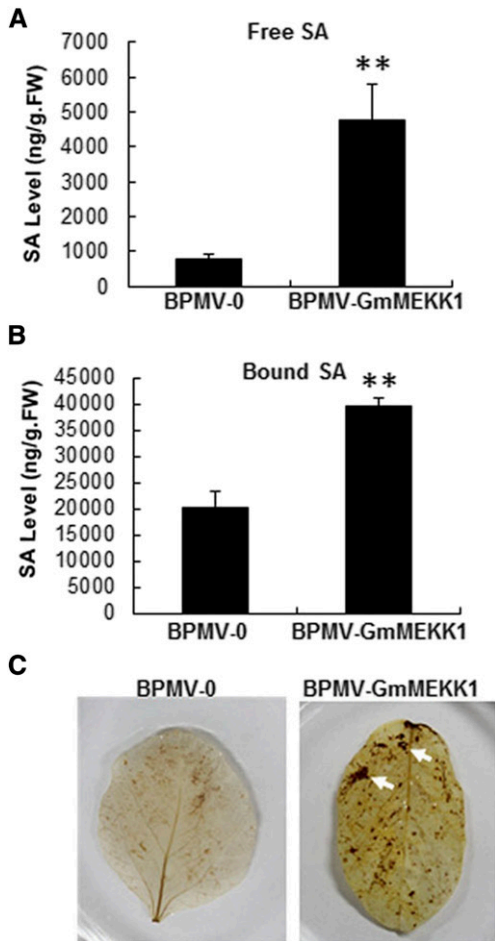 A
Free SA
SA Level (ng/g.FW)
7000
6000
5000
4000
3000
2000
1000
0
**
BPMV-0 BPMV-GmMEKK1
B
Bound SA
SA Level (ng/g.FW)
45000
40000
35000
30000
25000
20000
15000
10000
5000
0
**
BPMV-0 BPMV-GmMEKK1
C
BPMV-0 BPMV-GmMEKK1